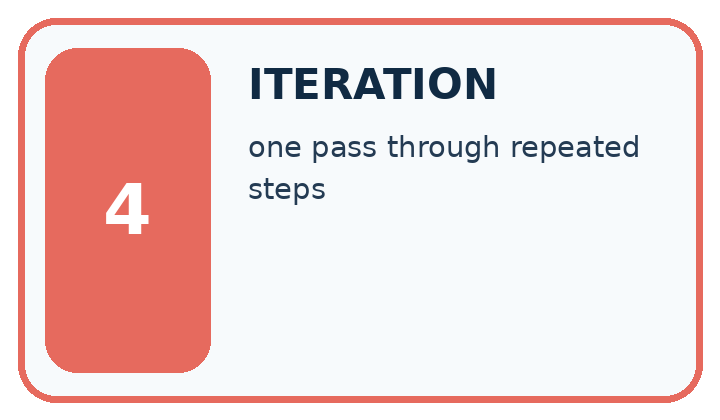 4
ITERATION
one pass through repeated
steps